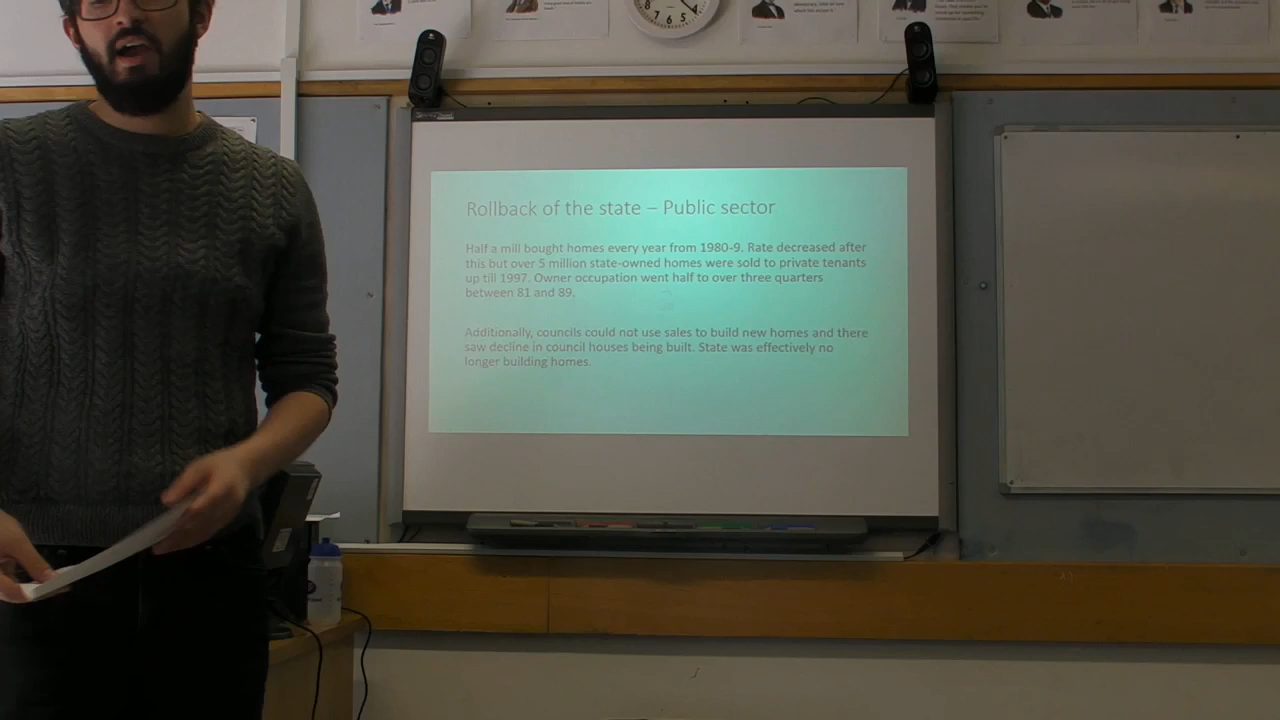 Rollback of the state – Public sector
Half a mill bought homes every year from 1980-9. Rate decreased after
this but over 5 million state-owned homes were sold to private tenants
up till 1997. Owner occupation went half to over three quarters
between 81 and 89.
Additionally, councils could not use sales to build new homes and there
saw decline in council houses being built. State was effectively no
longer building homes.